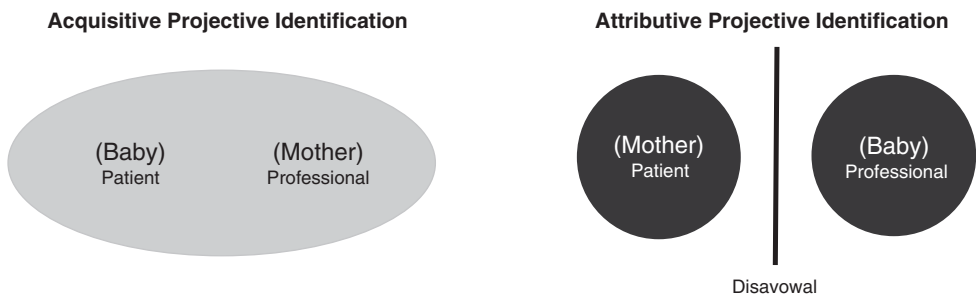 Acquisitive Projective Identification
(Baby)
Patient
(Mother)
Professional
Attributive Projective Identification
(Mother)
Patient
(Baby)
Professional
Disavowal